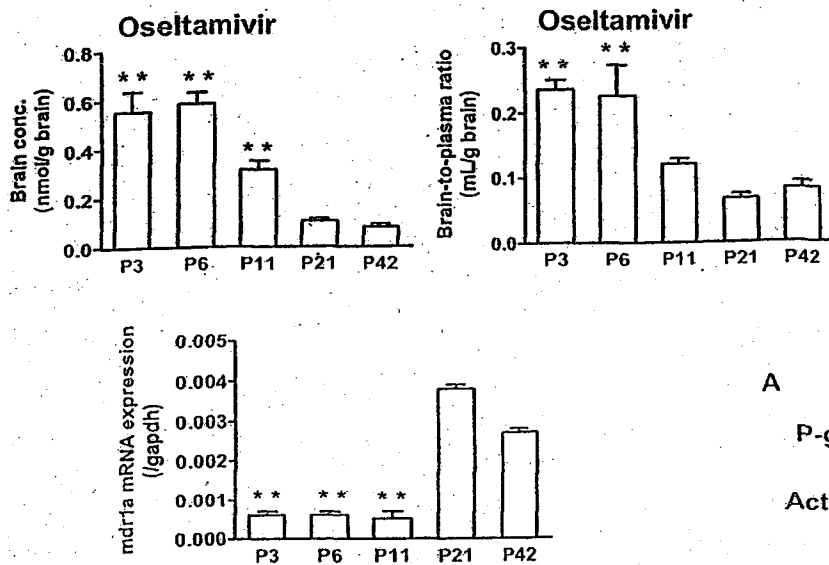 Oseltamivir
Brain conc.
(nmol/g brain)
0.8
0.6
0.4
0.2
0.0
** ** **
P3 P6 P11 P21 P42
Oseltamivir
Brain-to-plasma ratio
(mL/g brain)
0.3
0.2
0.1
0.0
** **
P3 P6 P11 P21 P42
mdr1a mRNA expression
(/gapdh)
0.005
0.004
0.003
0.002
0.001
0.000
** ** **
P3 P6 P11 P21 P42
A
P-g
Act